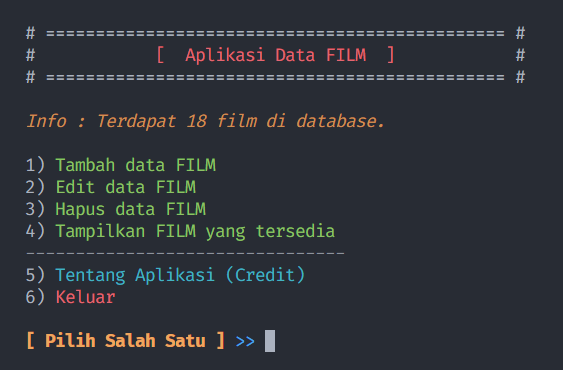 # ============================================== #
#            [  Aplikasi Data FILM  ]            #
# ============================================== #
Info : Terdapat 18 film di database.
1) Tambah data FILM
2) Edit data FILM
3) Hapus data FILM
4) Tampilkan FILM yang tersedia
--------------------------------
5) Tentang Aplikasi (Credit)
6) Keluar
[ Pilih Salah Satu ] >>